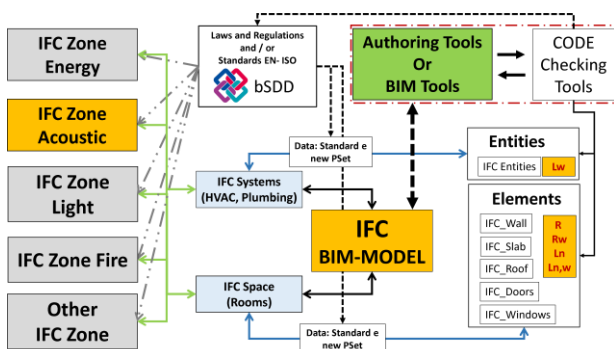 IFC Zone
Energy
IFC Zone
Acoustic
IFC Zone
Light
IFC Zone Fire
Other
IFC Zone
Laws and Regulations
and / or
Standards EN- ISO
bSDD
Authoring Tools
Or
BIM Tools
CODE
Checking
Tools
Data: Standard e
new PSet
IFC Systems
(HVAC, Plumbing)
IFC
BIM-MODEL
IFC Space
(Rooms)
Data: Standard e
new PSet
Entities
IFC Entities
Lw
Elements
IFC_Wall
IFC_Slab
IFC_Roof
IFC_Doors
IFC_Windows
R
Rw
Ln
Ln,w